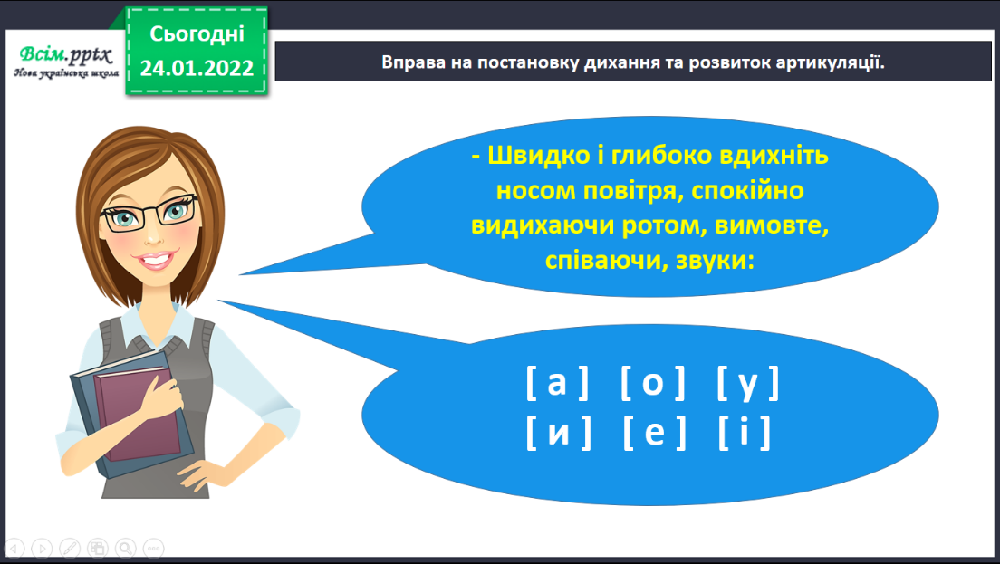 Всім.pptx
Нова українська школа
Сьогодні
24.01.2022
Вправа на постановку дихання та розвиток артикуляції.
- Швидко і глибоко вдихніть
носом повітря, спокійно
видихаючи ротом, вимовте,
співаючи, звуки:
[ а ] [ о ] [ у ]
[ и ] [ е ] [ і ]